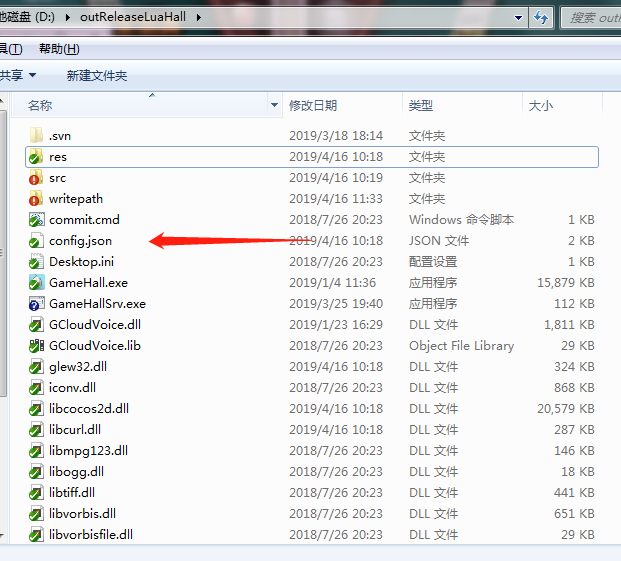 他磁盘 (D:) ▸ outReleaseLuaHall ▸ 搜索 outR
具(T) 帮助(H)
共享 新建文件夹
名称 修改日期 类型 大小
.svn 2019/3/18 18:14 文件夹
res 2019/4/16 10:18 文件夹
src 2019/4/16 10:19 文件夹
writepath 2019/4/16 11:33 文件夹
commit.cmd 2018/7/26 20:23 Windows 命令脚本 1 KB
config.json 2019/4/16 10:18 JSON 文件 2 KB
Desktop.ini 2018/7/26 20:23 配置设置 1 KB
GameHall.exe 2019/1/4 11:36 应用程序 15,879 KB
GameHallSrv.exe 2019/3/25 19:40 应用程序 112 KB
GCloudVoice.dll 2019/1/23 16:29 DLL 文件 1,811 KB
GCloudVoice.lib 2018/7/26 20:23 Object File Library 29 KB
glew32.dll 2019/4/16 10:18 DLL 文件 324 KB
iconv.dll 2018/7/26 20:23 DLL 文件 868 KB
libcocos2d.dll 2019/4/16 10:18 DLL 文件 20,579 KB
libcurl.dll 2019/4/16 10:18 DLL 文件 287 KB
libmpg123.dll 2018/7/26 20:23 DLL 文件 146 KB
libogg.dll 2018/7/26 20:23 DLL 文件 18 KB
libtiff.dll 2018/7/26 20:23 DLL 文件 441 KB
libvorbis.dll 2018/7/26 20:23 DLL 文件 651 KB
libvorbisfile.dll 2018/7/26 20:23 DLL 文件 29 KB